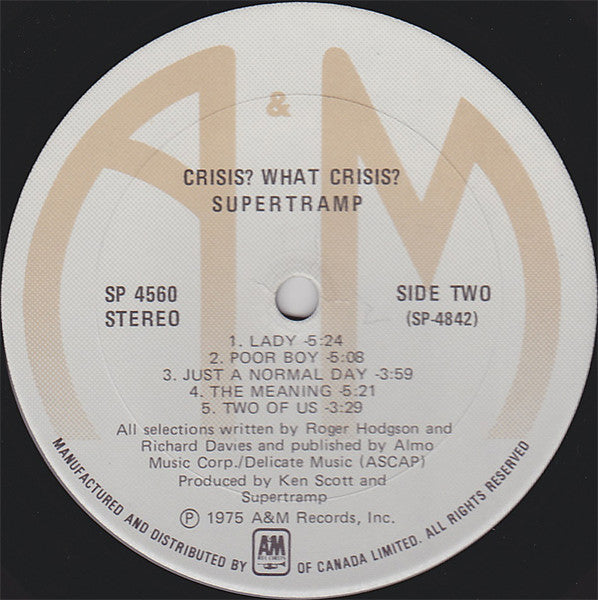 A & M
CRISIS? WHAT CRISIS?
SUPERTRAMP
SP 4560
STEREO
SIDE TWO
(SP-4842)
1. LADY -5:24
2. POOR BOY -5:08
3. JUST A NORMAL DAY -3:59
4. THE MEANING -5:21
5. TWO OF US -3:29
All selections written by Roger Hodgson and
Richard Davies and published by Almo
Music Corp./Delicate Music (ASCAP)
Produced by Ken Scott and
Supertramp
℗ 1975 A&M Records, Inc.
MANUFACTURED AND DISTRIBUTED BY A&M RECORDS OF CANADA LIMITED. ALL RIGHTS RESERVED